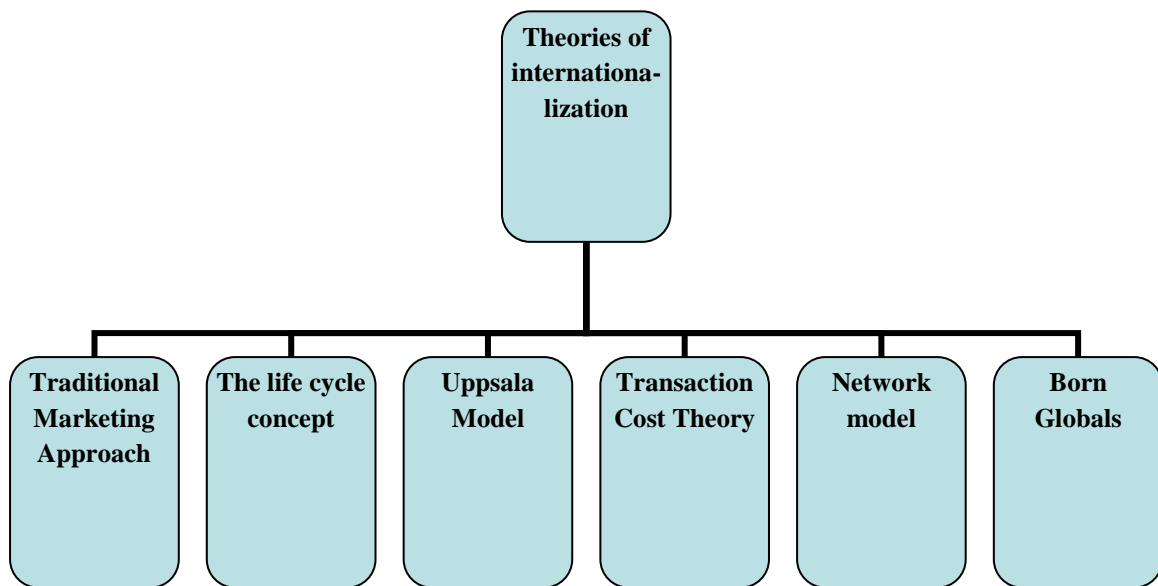 Theories of
internationa-
lization
Traditional
Marketing
Approach
The life cycle
concept
Uppsala
Model
Transaction
Cost Theory
Network
model
Born
Globals